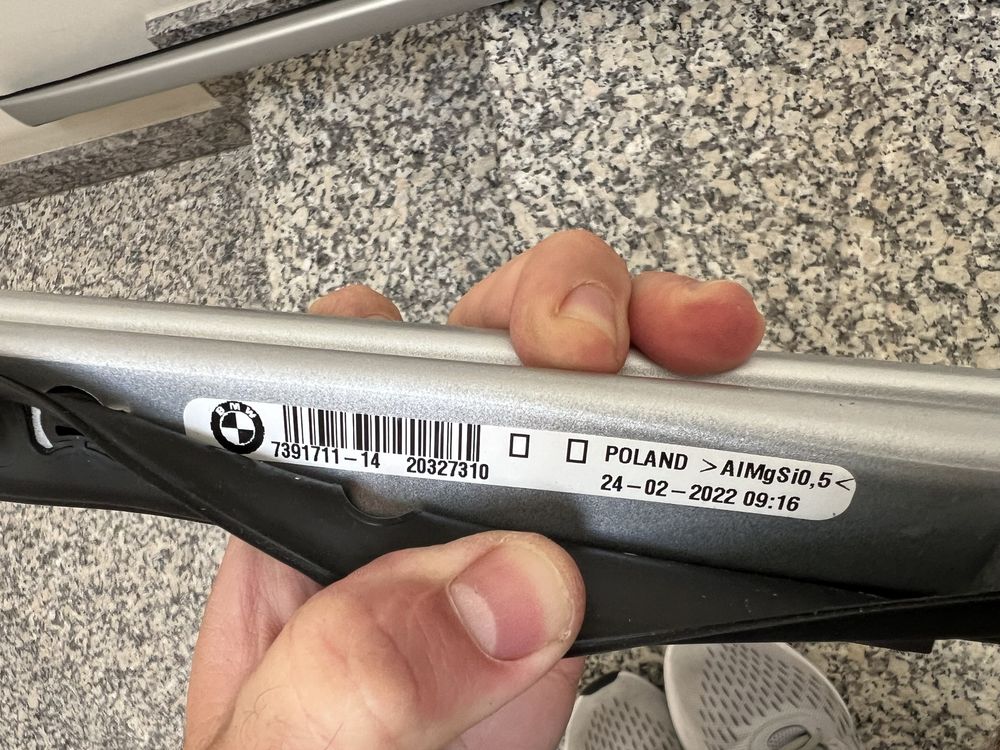 BMW
7391711-14 20327310
POLAND >AlMgSi0,5<
24-02-2022 09:16